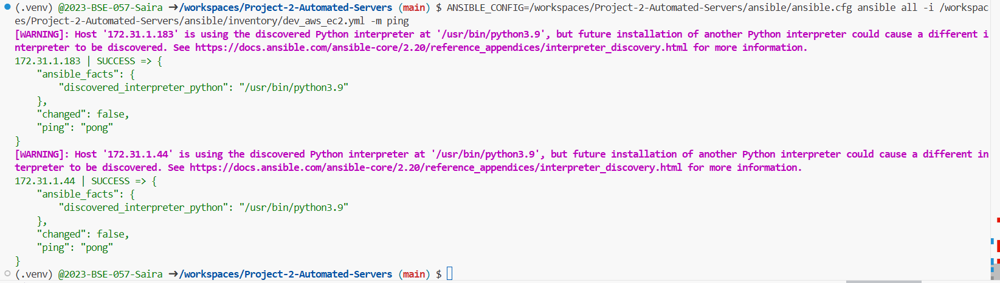 (.venv) @2023-BSE-057-Saira ➜/workspaces/Project-2-Automated-Servers (main) $ ANSIBLE_CONFIG=/workspaces/Project-2-Automated-Servers/ansible/ansible.cfg ansible all -i /workspac
es/Project-2-Automated-Servers/ansible/inventory/dev_aws_ec2.yml -m ping
[WARNING]: Host '172.31.1.183' is using the discovered Python interpreter at '/usr/bin/python3.9', but future installation of another Python interpreter could cause a different i
nterpreter to be discovered. See https://docs.ansible.com/ansible-core/2.20/reference_appendices/interpreter_discovery.html for more information.
172.31.1.183 | SUCCESS => {
    "ansible_facts": {
        "discovered_interpreter_python": "/usr/bin/python3.9"
    },
    "changed": false,
    "ping": "pong"
}
[WARNING]: Host '172.31.1.44' is using the discovered Python interpreter at '/usr/bin/python3.9', but future installation of another Python interpreter could cause a different in
terpreter to be discovered. See https://docs.ansible.com/ansible-core/2.20/reference_appendices/interpreter_discovery.html for more information.
172.31.1.44 | SUCCESS => {
    "ansible_facts": {
        "discovered_interpreter_python": "/usr/bin/python3.9"
    },
    "changed": false,
    "ping": "pong"
}
(.venv) @2023-BSE-057-Saira ➜/workspaces/Project-2-Automated-Servers (main) $